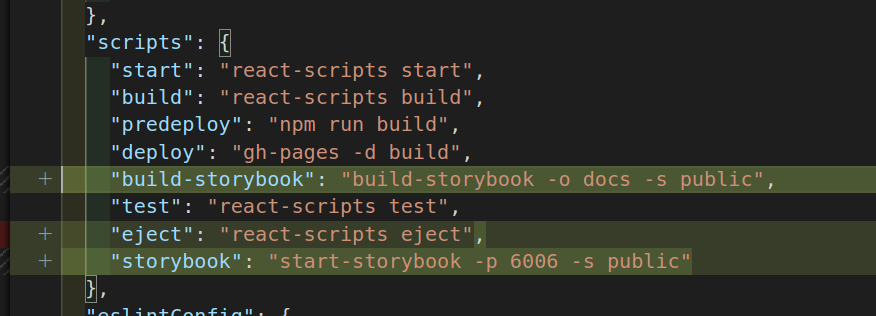 },
"scripts": {
"start": "react-scripts start",
"build": "react-scripts build",
"predeploy": "npm run build",
"deploy": "gh-pages -d build",
+ "build-storybook": "build-storybook -o docs -s public",
"test": "react-scripts test",
+ "eject": "react-scripts eject",
+ "storybook": "start-storybook -p 6006 -s public"
},
"eslintConfig": {